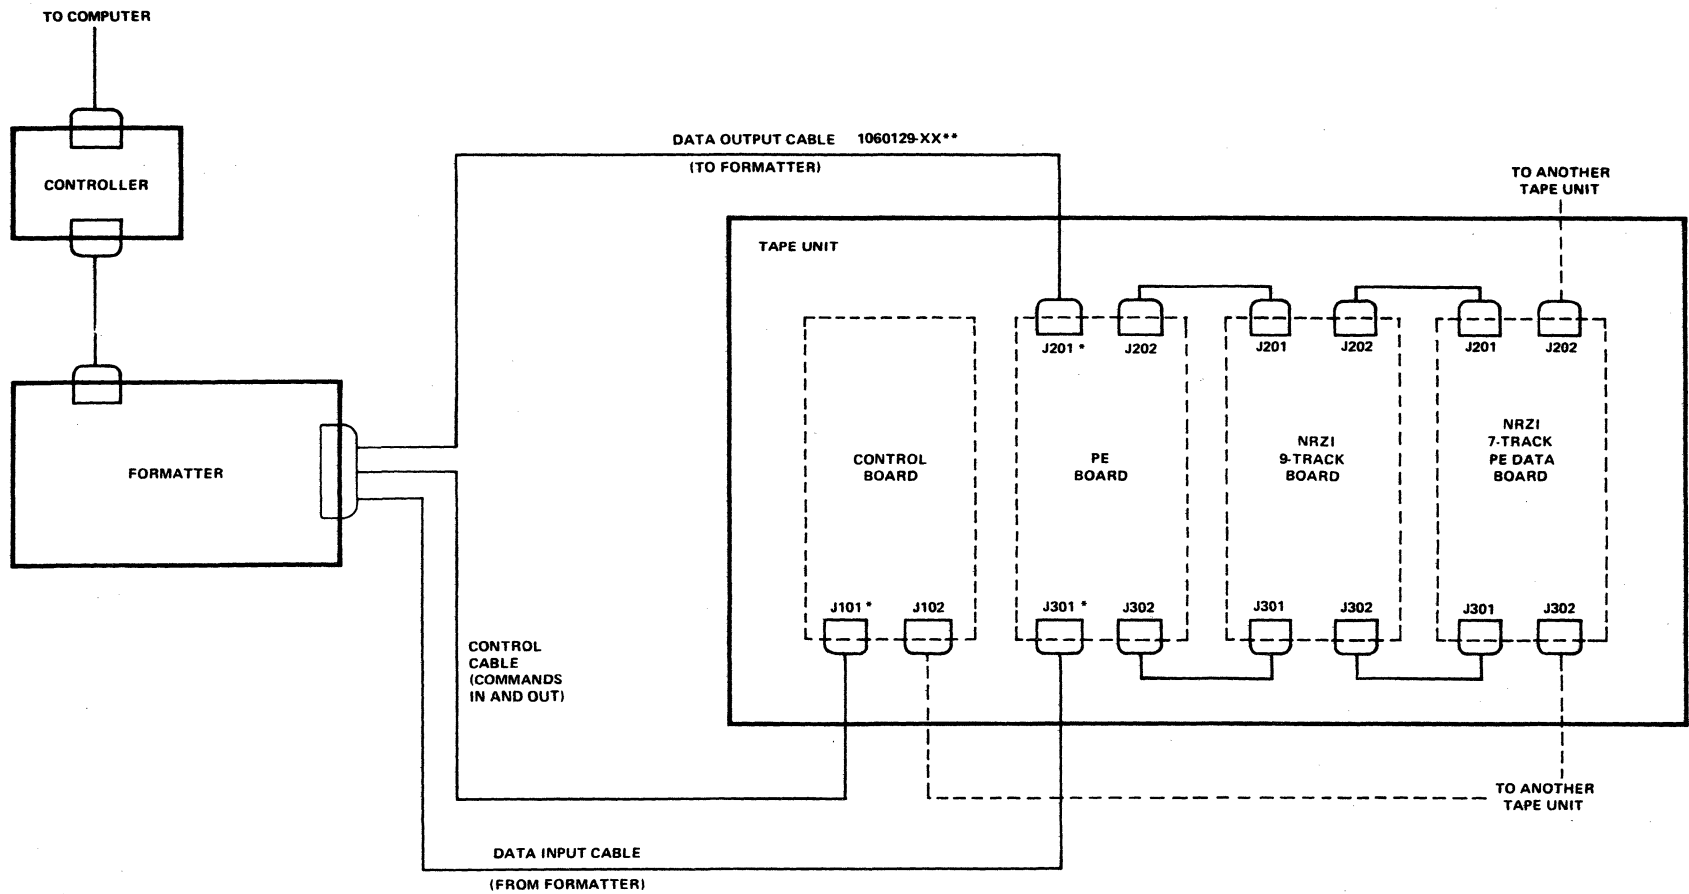 TO COMPUTER
CONTROLLER
FORMATTER
DATA OUTPUT CABLE 1060129-XX**
(TO FORMATTER)
TO ANOTHER
TAPE UNIT
TAPE UNIT
J201 *
J202
J201
J202
J201
J202
CONTROL
BOARD
PE
BOARD
NRZI
9-TRACK
BOARD
NRZI
7-TRACK
PE DATA
BOARD
J101 *
J102
J301 *
J302
J301
J302
J301
J302
CONTROL
CABLE
(COMMANDS
IN AND OUT)
TO ANOTHER
TAPE UNIT
DATA INPUT CABLE
(FROM FORMATTER)